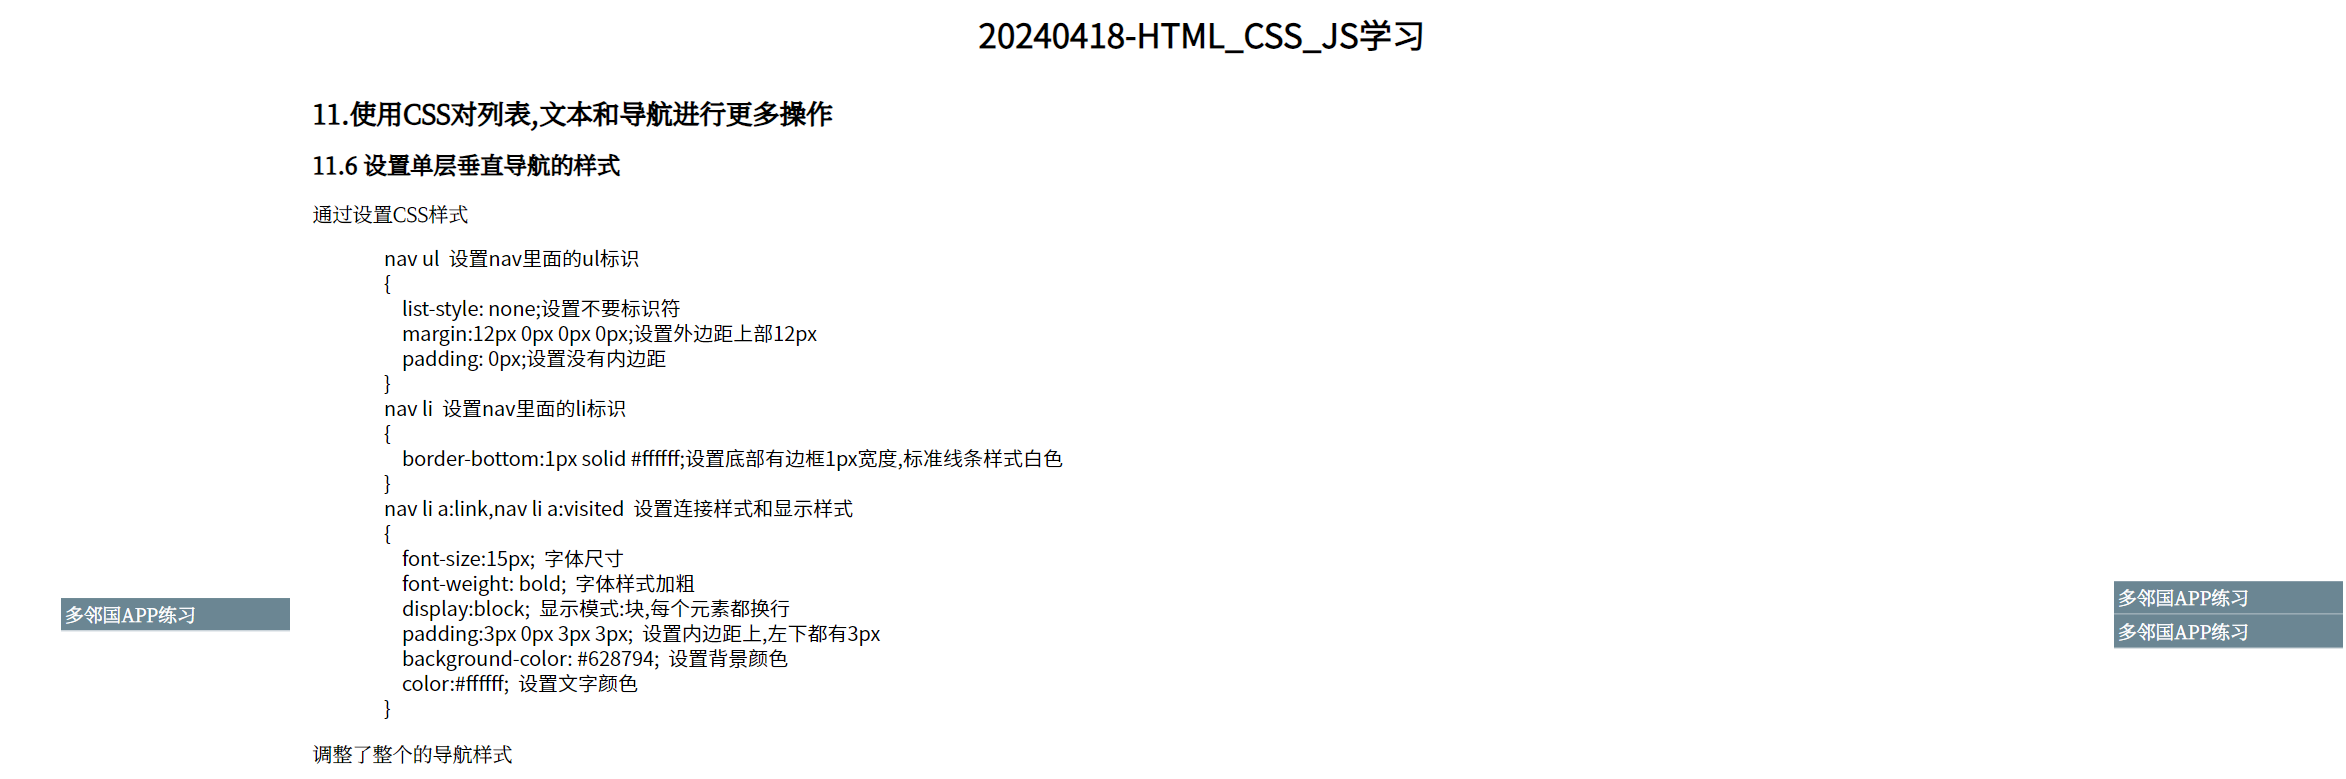 20240418-HTML_CSS_JS学习
11.使用CSS对列表,文本和导航进行更多操作
11.6 设置单层垂直导航的样式
通过设置CSS样式
nav ul  设置nav里面的ul标识
{
list-style: none;设置不要标识符
margin:12px 0px 0px 0px;设置外边距上部12px
padding: 0px;设置没有内边距
}
nav li  设置nav里面的li标识
{
border-bottom:1px solid #ffffff;设置底部有边框1px宽度,标准线条样式白色
}
nav li a:link,nav li a:visited  设置连接样式和显示样式
{
font-size:15px;  字体尺寸
font-weight: bold;  字体样式加粗
display:block;  显示模式:块,每个元素都换行
padding:3px 0px 3px 3px;  设置内边距上,左下都有3px
background-color: #628794;  设置背景颜色
color:#ffffff;  设置文字颜色
}
调整了整个的导航样式
多邻国APP练习
多邻国APP练习
多邻国APP练习